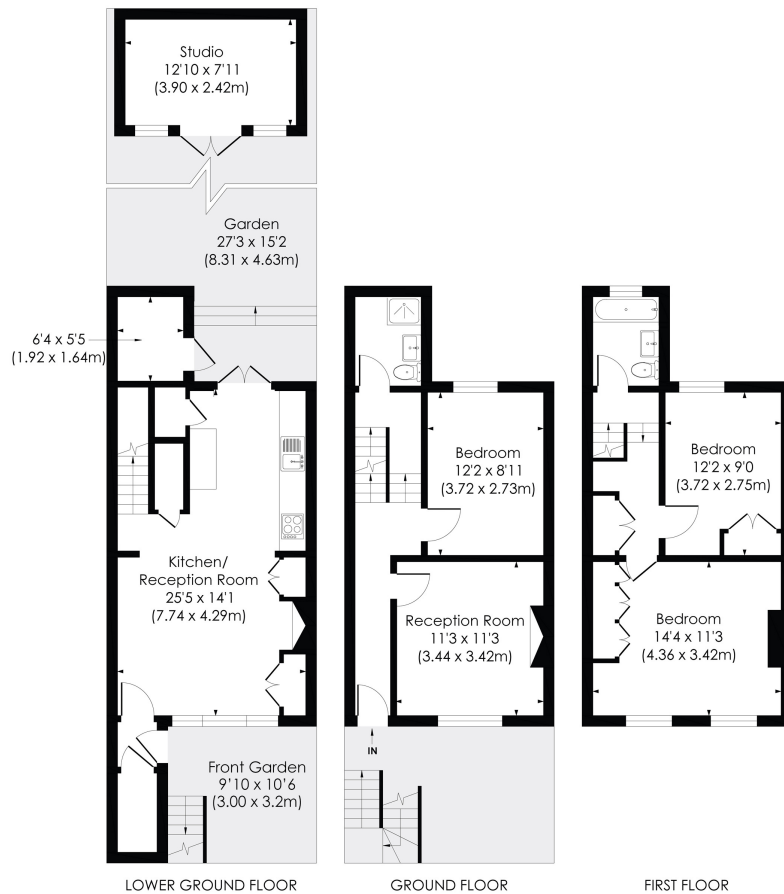 Studio
12'10 x 7'11
(3.90 x 2.42m)
Garden
27'3 x 15'2
(8.31 x 4.63m)
6'4 x 5'5
(1.92 x 1.64m)
Kitchen/
Reception Room
25'5 x 14'1
(7.74 x 4.29m)
Front Garden
9'10 x 10'6
(3.00 x 3.2m)
LOWER GROUND FLOOR
Bedroom
12'2 x 8'11
(3.72 x 2.73m)
Reception Room
11'3 x 11'3
(3.44 x 3.42m)
IN
GROUND FLOOR
Bedroom
12'2 x 9'0
(3.72 x 2.75m)
Bedroom
14'4 x 11'3
(4.36 x 3.42m)
FIRST FLOOR